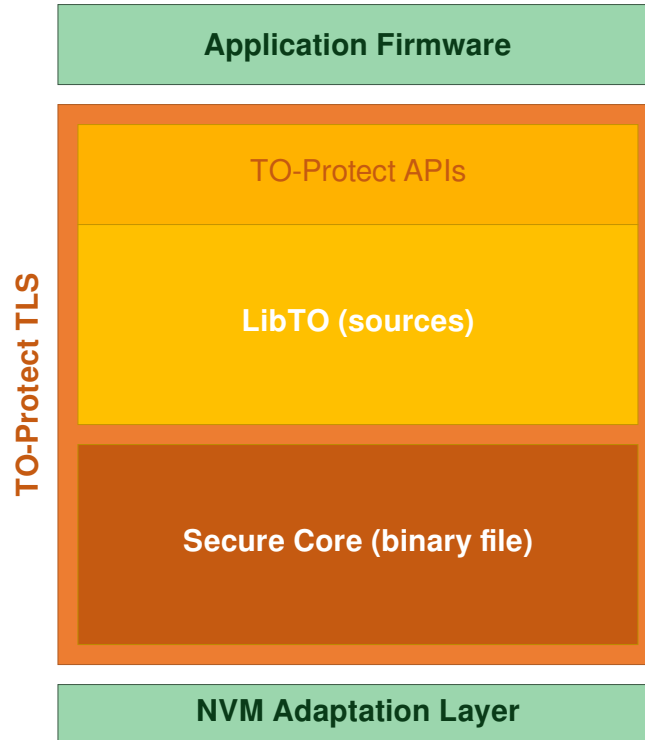 Application Firmware
TO-Protect TLS
TO-Protect APIs
LibTO (sources)
Secure Core (binary file)
NVM Adaptation Layer